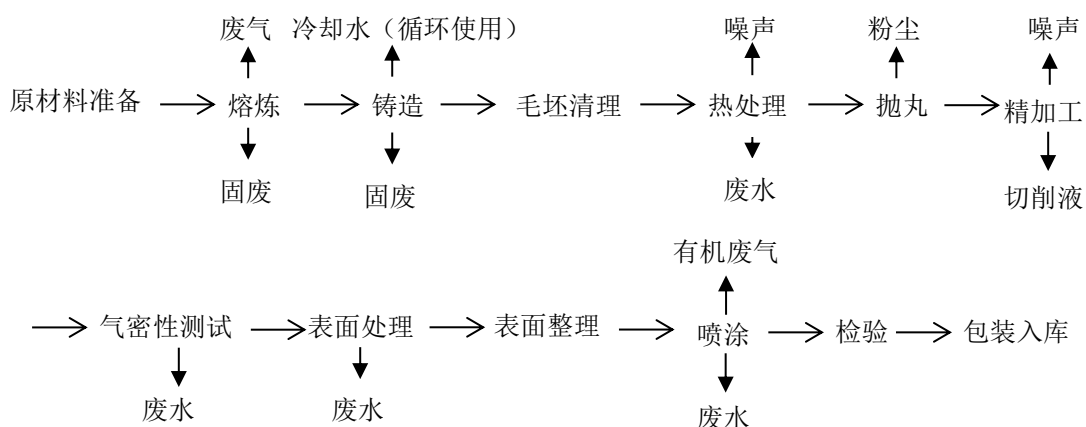 废气 冷却水（循环使用） 噪声 粉尘 噪声
原材料准备 熔炼 铸造 毛坯清理 热处理 抛丸 精加工
固废 固废 废水 切削液
有机废气
气密性测试 表面处理 表面整理 喷涂 检验 包装入库
废水 废水 废水